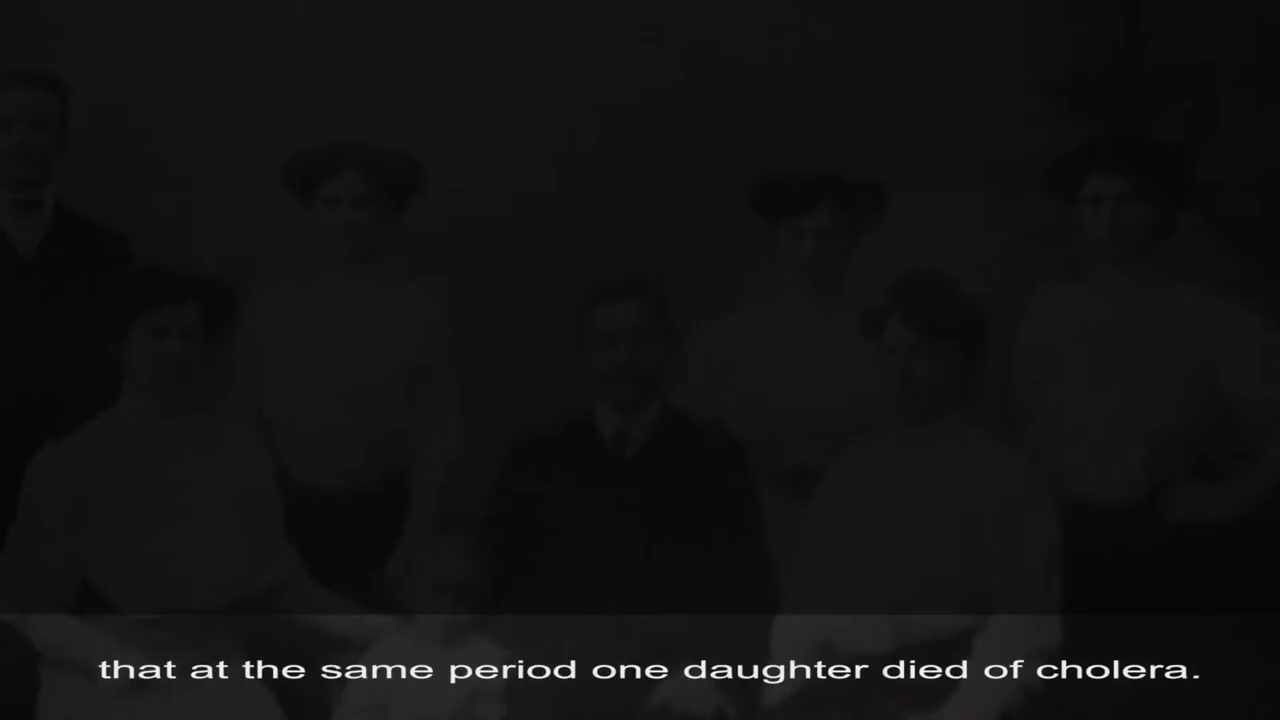 that at the same period one daughter died of cholera.